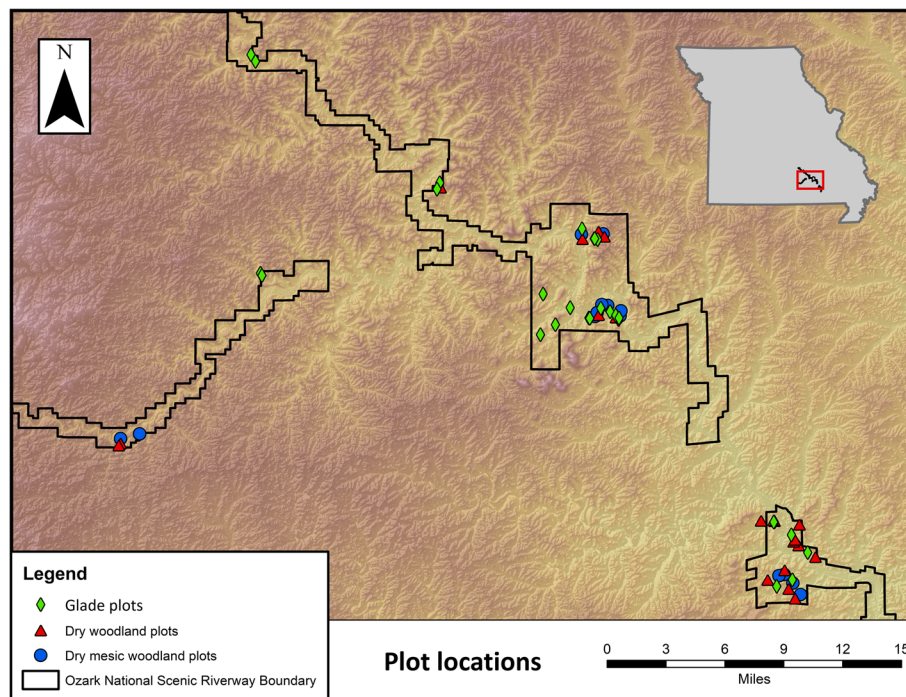 N
Legend
Glade plots
Dry woodland plots
Dry mesic woodland plots
Ozark National Scenic Riverway Boundary
Plot locations
0 3 6 9 12 15
Miles